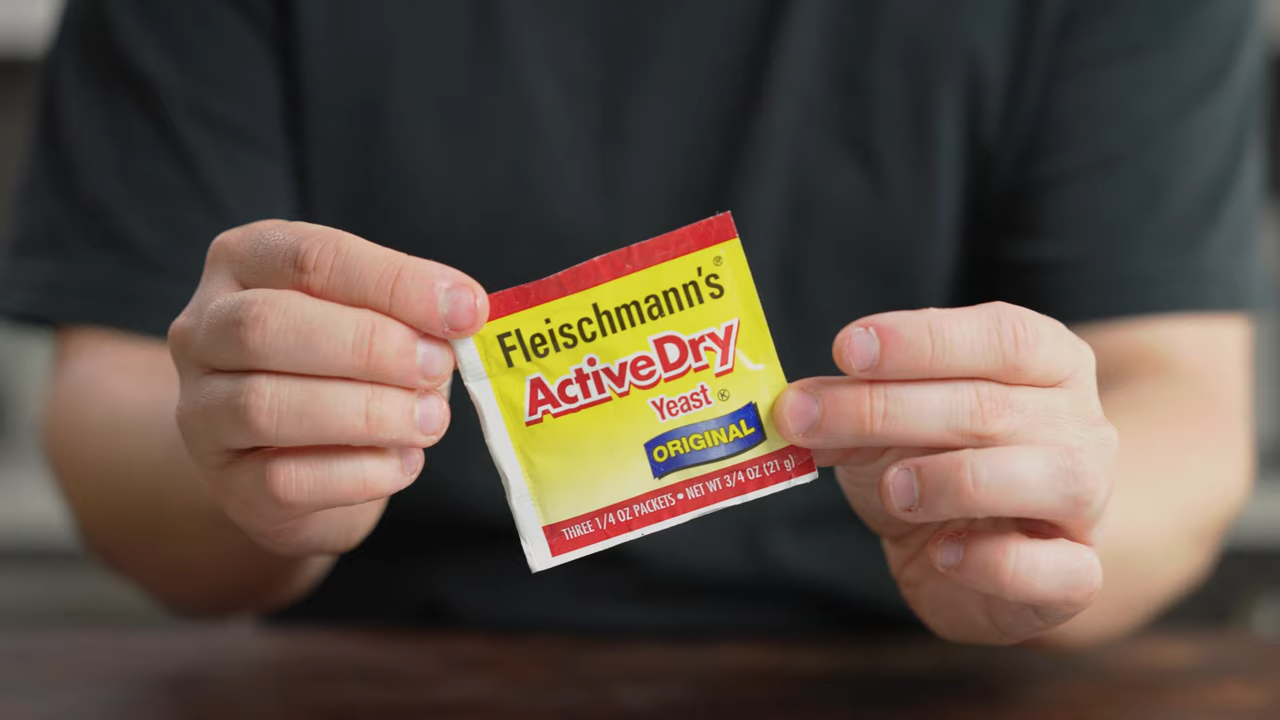 Fleischmann's®
ActiveDry
Yeast Ⓚ
ORIGINAL
THREE 1/4 OZ PACKETS • NET WT 3/4 OZ (21 g)